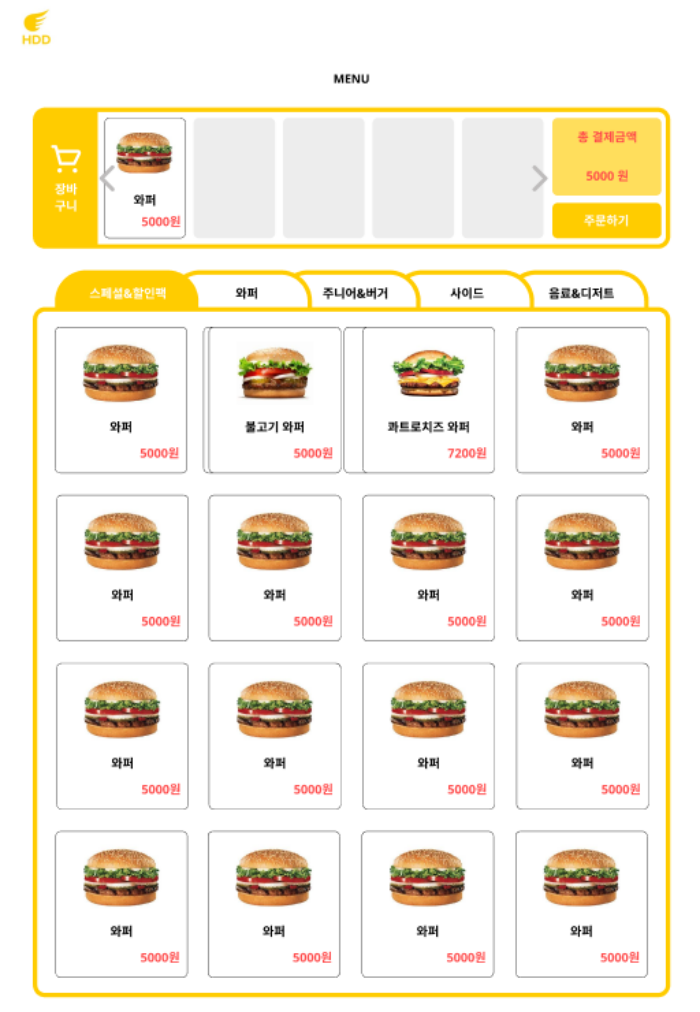 HDD
MENU
장바
구니
와퍼
5000원
총 결제금액
5000 원
주문하기
스페셜&할인팩
와퍼
주니어&버거
사이드
음료&디저트
와퍼
5000원
불고기 와퍼
5000원
콰트로치즈 와퍼
7200원
와퍼
5000원
와퍼
5000원
와퍼
5000원
와퍼
5000원
와퍼
5000원
와퍼
5000원
와퍼
5000원
와퍼
5000원
와퍼
5000원
와퍼
5000원
와퍼
5000원
와퍼
5000원
와퍼
5000원